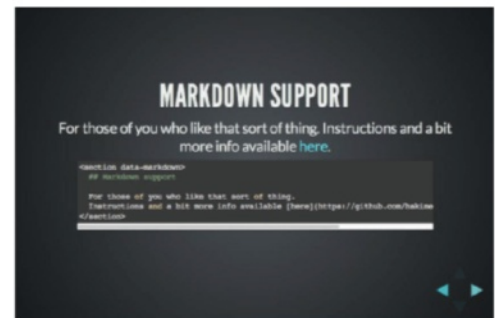 MARKDOWN SUPPORT
For those of you who like that sort of thing. Instructions and a bit
more info available here.
<section data-markdown>
## Markdown support
For those of you who like that sort of thing.
Instructions and a bit more info available [here](https://github.com/hakime
</section>